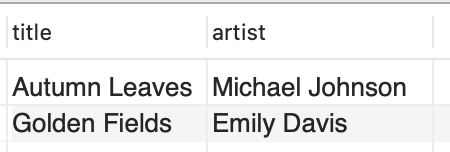 title artist
Autumn Leaves Michael Johnson
Golden Fields Emily Davis